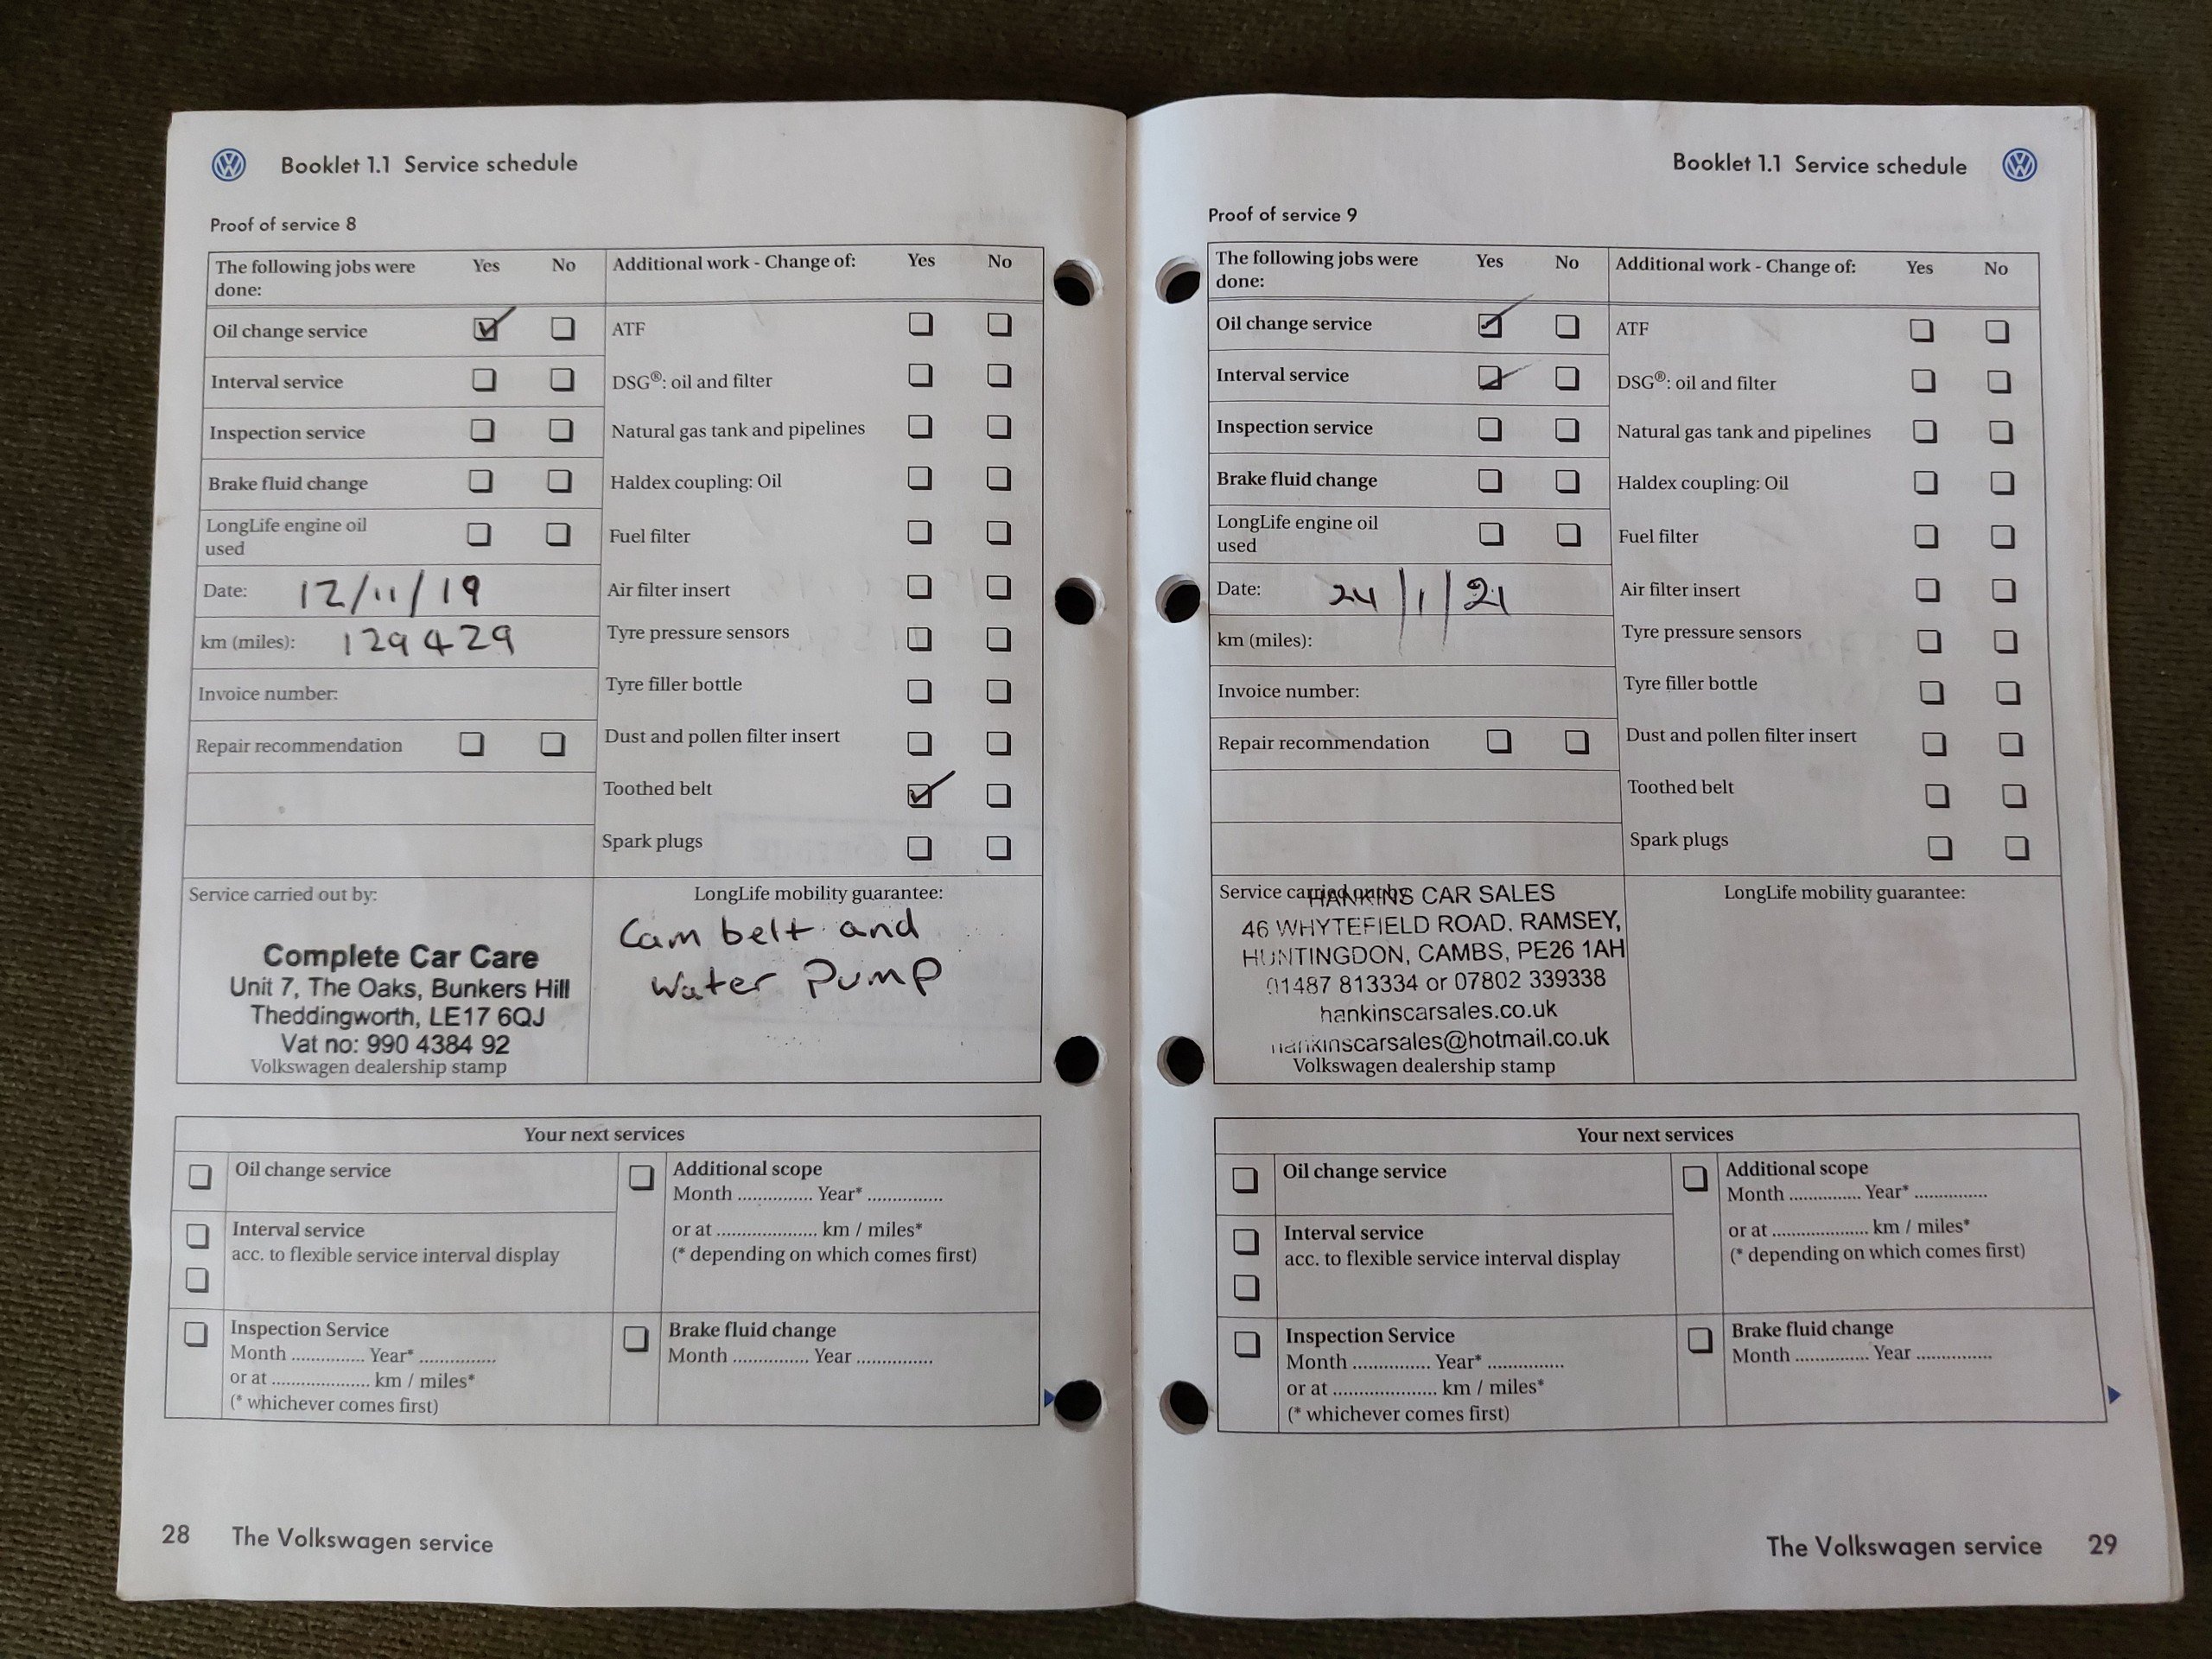 Booklet 1.1 Service schedule
Proof of service 8
The following jobs were done: Yes No Additional work - Change of: Yes No
Oil change service ATF
Interval service DSG®: oil and filter
Inspection service Natural gas tank and pipelines
Brake fluid change Haldex coupling: Oil
LongLife engine oil used Fuel filter
Date: 12/11/19 Air filter insert
km (miles): 129429 Tyre pressure sensors
Invoice number: Tyre filler bottle
Repair recommendation Dust and pollen filter insert
Toothed belt
Spark plugs
Service carried out by:
Complete Car Care
Unit 7, The Oaks, Bunkers Hill
Theddingworth, LE17 6QJ
Vat no: 990 4384 92
Volkswagen dealership stamp
LongLife mobility guarantee:
Cam belt and
Water Pump
Your next services
Oil change service
Interval service
acc. to flexible service interval display
Inspection Service
Month .............. Year* ..............
or at .................... km / miles*
(* whichever comes first)
Additional scope
Month .............. Year* ..............
or at .................... km / miles*
(* depending on which comes first)
Brake fluid change
Month .............. Year ..............
28 The Volkswagen service
Booklet 1.1 Service schedule
Proof of service 9
The following jobs were done: Yes No Additional work - Change of: Yes No
Oil change service ATF
Interval service DSG®: oil and filter
Inspection service Natural gas tank and pipelines
Brake fluid change Haldex coupling: Oil
LongLife engine oil used Fuel filter
Date: 24/1/21 Air filter insert
km (miles): Tyre pressure sensors
Invoice number: Tyre filler bottle
Repair recommendation Dust and pollen filter insert
Toothed belt
Spark plugs
Service carried out by:
HANKINS CAR SALES
46 WHYTEFIELD ROAD. RAMSEY,
HUNTINGDON, CAMBS, PE26 1AH
01487 813334 or 07802 339338
hankinscarsales.co.uk
hankinscarsales@hotmail.co.uk
Volkswagen dealership stamp
LongLife mobility guarantee:
Your next services
Oil change service
Interval service
acc. to flexible service interval display
Inspection Service
Month .............. Year* ..............
or at .................... km / miles*
(* whichever comes first)
Additional scope
Month .............. Year* ..............
or at .................... km / miles*
(* depending on which comes first)
Brake fluid change
Month .............. Year ..............
The Volkswagen service 29